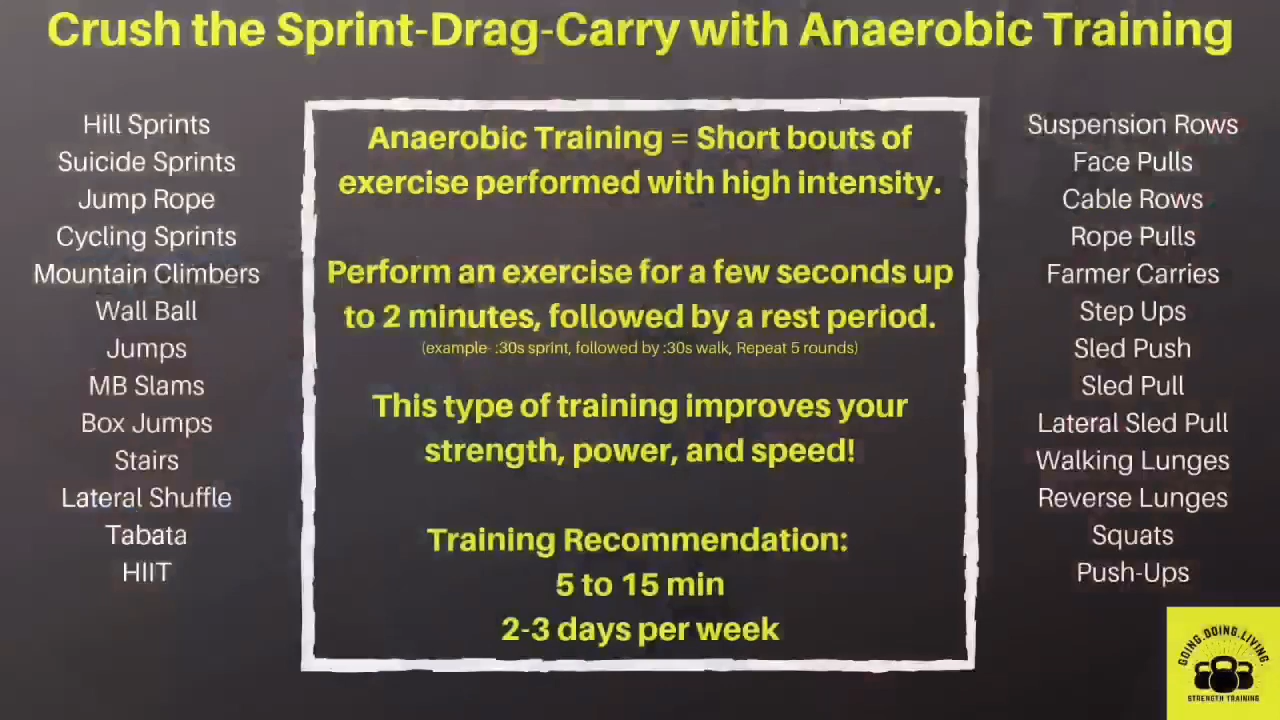 Crush the Sprint-Drag-Carry with Anaerobic Training
Hill Sprints
Suicide Sprints
Jump Rope
Cycling Sprints
Mountain Climbers
Wall Ball
Jumps
MB Slams
Box Jumps
Stairs
Lateral Shuffle
Tabata
HIIT
Anaerobic Training = Short bouts of
exercise performed with high intensity.
Perform an exercise for a few seconds up
to 2 minutes, followed by a rest period.
(example- :30s sprint, followed by :30s walk, Repeat 5 rounds)
This type of training improves your
strength, power, and speed!
Training Recommendation:
5 to 15 min
2-3 days per week
Suspension Rows
Face Pulls
Cable Rows
Rope Pulls
Farmer Carries
Step Ups
Sled Push
Sled Pull
Lateral Sled Pull
Walking Lunges
Reverse Lunges
Squats
Push-Ups
GOING.DOING.LIVING.
STRENGTH TRAINING